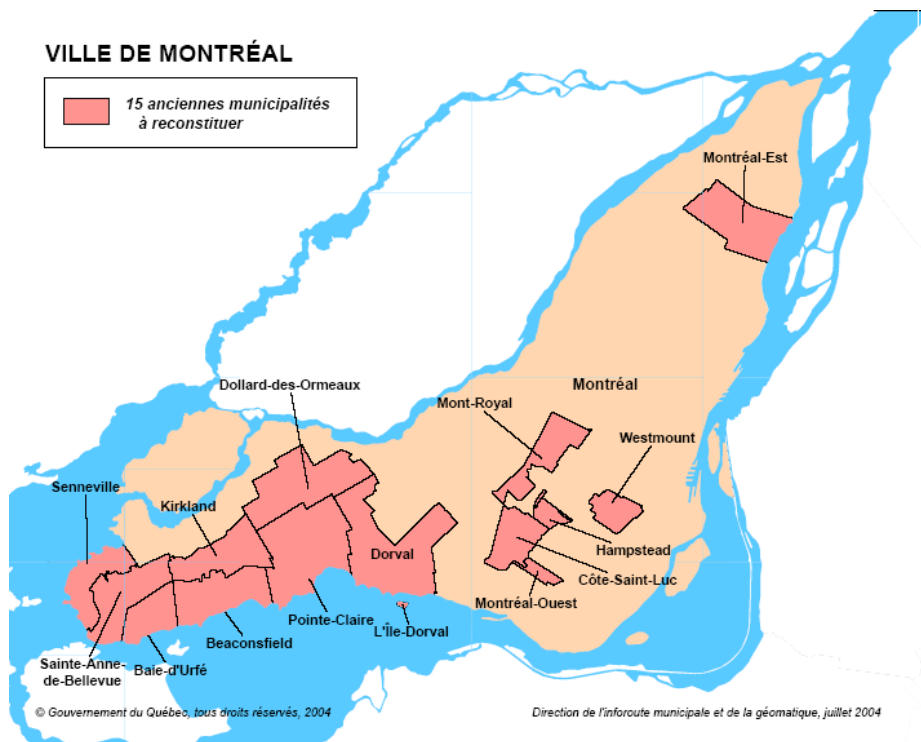 VILLE DE MONTRÉAL
15 anciennes municipalités
à reconstituer
Montréal-Est
Dollard-des-Ormeaux
Montréal
Mont-Royal
Westmount
Senneville
Kirkland
Hampstead
Dorval
Côte-Saint-Luc
Montréal-Ouest
Pointe-Claire
L'Île-Dorval
Beaconsfield
Sainte-Anne-
de-Bellevue
Baie-d'Urfé
© Gouvernement du Québec, tous droits réservés, 2004
Direction de l'inforoute municipale et de la géomatique, juillet 2004